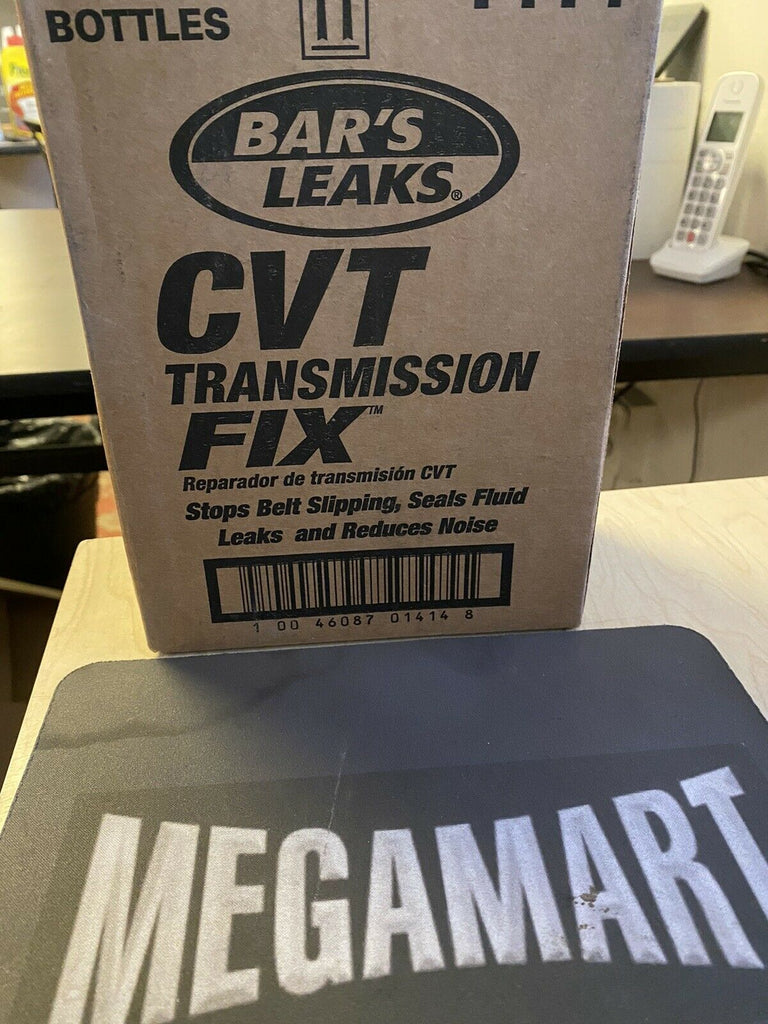 BOTTLES
BAR'S
LEAKS®
CVT
TRANSMISSION
FIX™
Reparador de transmisión CVT
Stops Belt Slipping, Seals Fluid
Leaks and Reduces Noise
1 00 46087 01414 8
MEGAMART